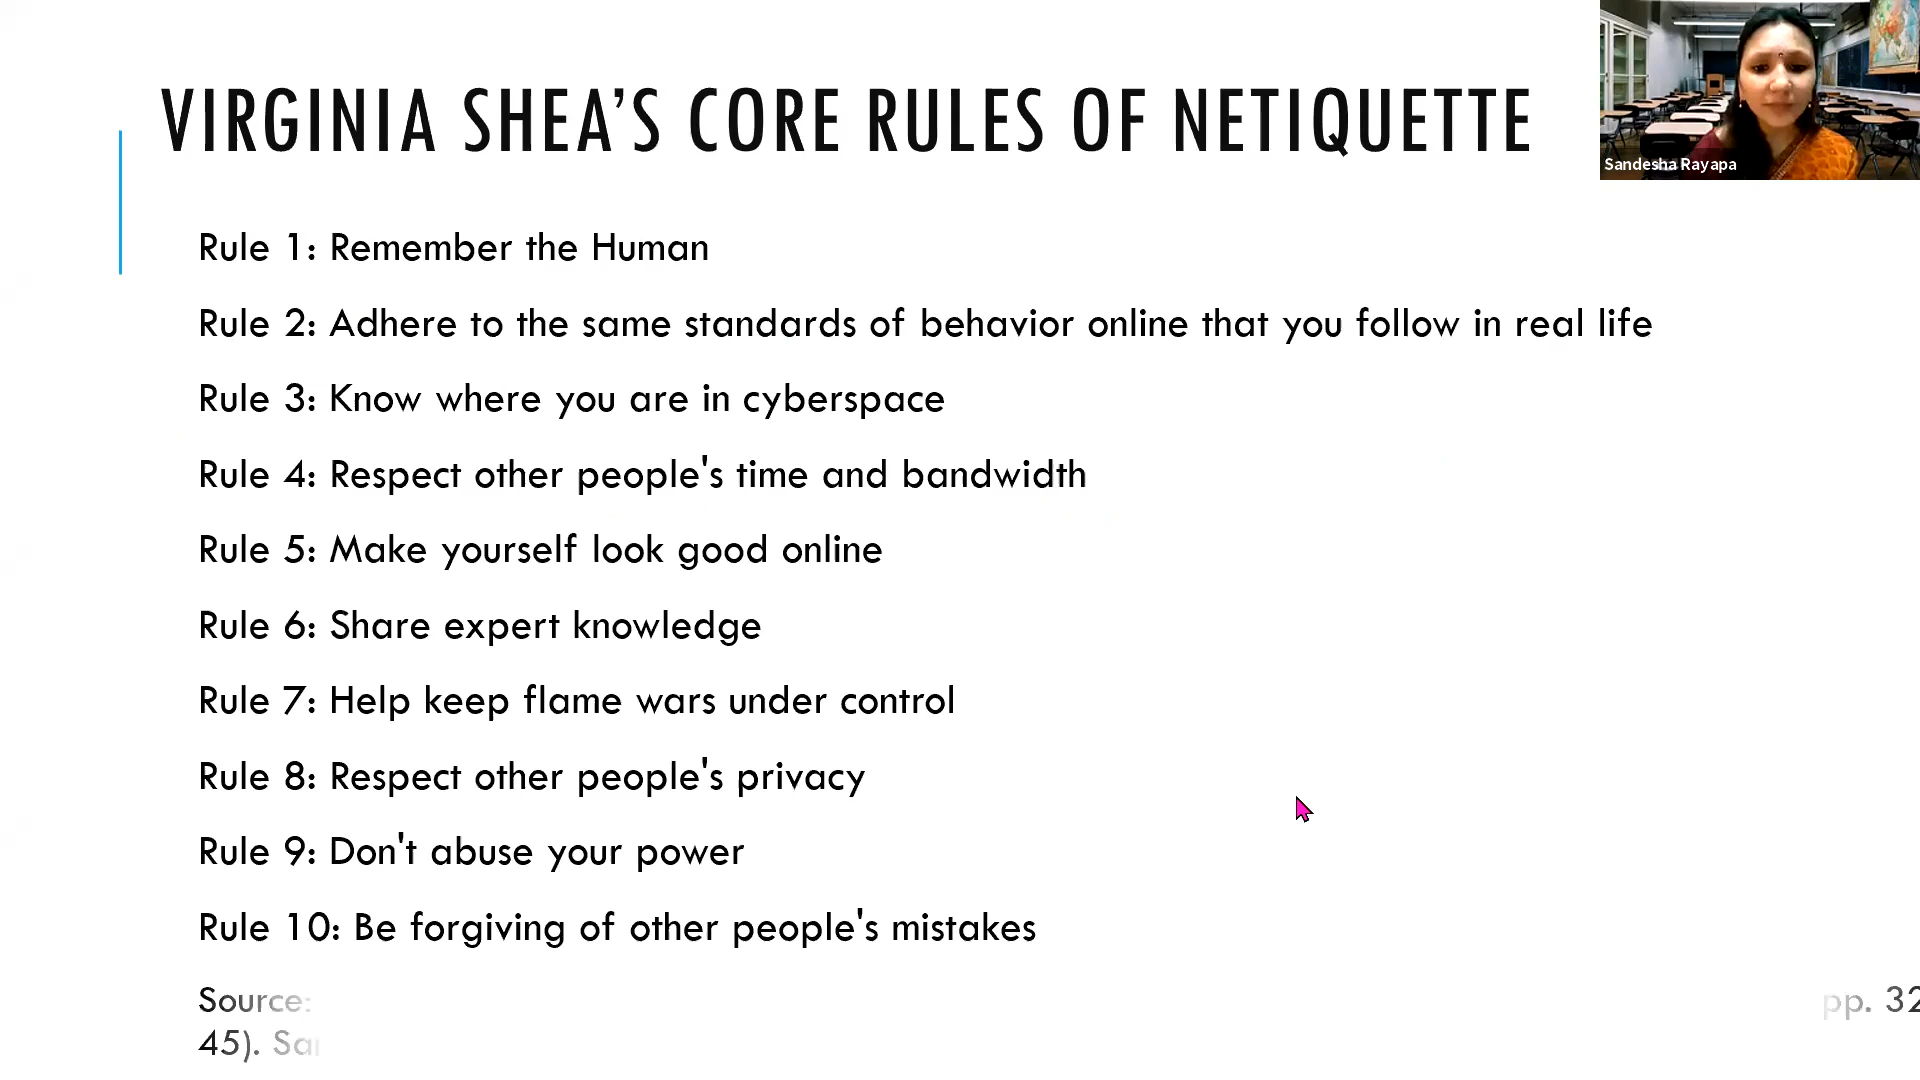 VIRGINIA SHEA’S CORE RULES OF NETIQUETTE
Sandesha Rayapa
Rule 1: Remember the Human
Rule 2: Adhere to the same standards of behavior online that you follow in real life
Rule 3: Know where you are in cyberspace
Rule 4: Respect other people's time and bandwidth
Rule 5: Make yourself look good online
Rule 6: Share expert knowledge
Rule 7: Help keep flame wars under control
Rule 8: Respect other people's privacy
Rule 9: Don't abuse your power
Rule 10: Be forgiving of other people's mistakes
Source: pp. 32
45).